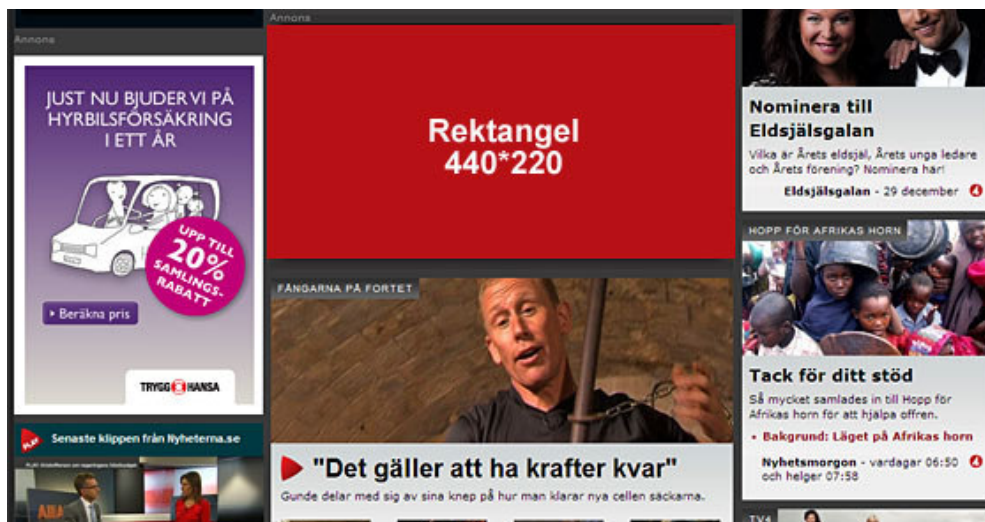 Annons
JUST NU BJUDER VI PÅ
HYRBILSFÖRSÄKRING
I ETT ÅR
UPP TILL
20%
SAMLINGS-
RABATT
Beräkna pris
TRYGG HANSA
PLAY
Senaste klippen från Nyheterna.se
Annons
Rektangel
440*220
FÅNGARNA PÅ FORTET
"Det gäller att ha krafter kvar"
Gunde delar med sig av sina knep på hur man klarar nya cellen säckarna.
Nominera till
Eldsjälsgalan
Vilka är Årets eldsjäl, Årets unga ledare
och Årets förening? Nominera här!
Eldsjälsgalan - 29 december 4
HOPP FÖR AFRIKAS HORN
Tack för ditt stöd
Så mycket samlades in till Hopp för
Afrikas horn för att hjälpa offren.
• Bakgrund: Läget på Afrikas horn
Nyhetsmorgon - vardagar 06:50 4
och helger 07:58
TV4